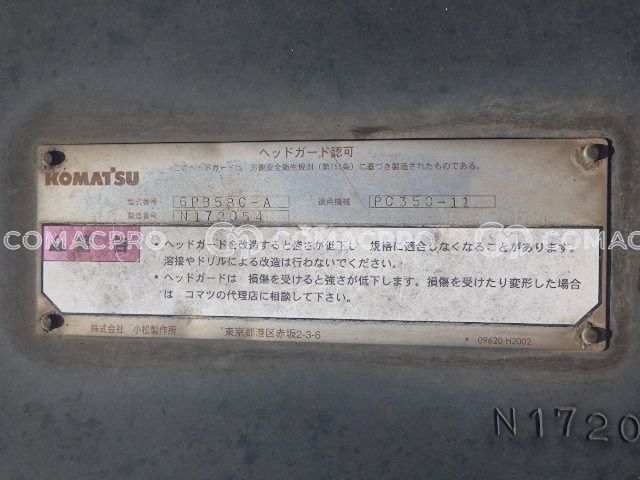 ヘッドガード認可
このヘッドガードは、労働安全衛生規則(第153条)に基づき製造されたものである。
KOMATSU
型式番号 6PB58C-A 適用機械 PC350-11
製造番号 N172054
COMACPRO COMACPRO COMACPRO
• ヘッドガードを改造すると強さが低下し 規格に適合しなくなることがあります。
溶接やドリルによる改造は行わないでください。
• ヘッドガードは 損傷を受けると強さが低下します。損傷を受けたり変形した場合
は コマツの代理店に相談して下さい。
株式会社 小松製作所 東京都港区赤坂2-3-6 09620-H2002
N1720